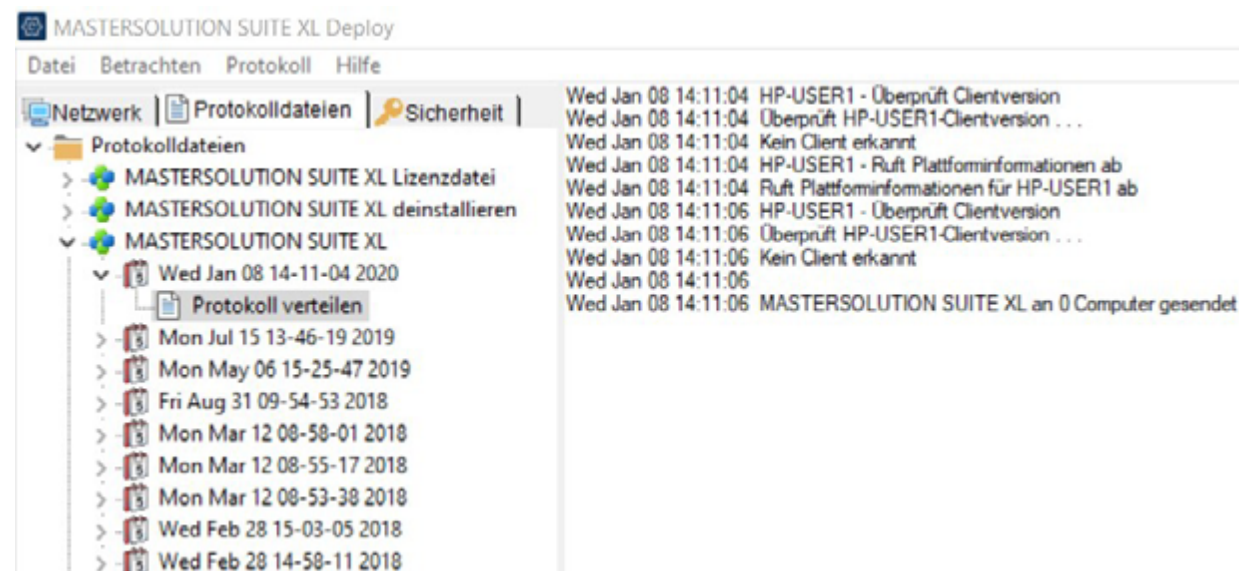 MASTERSOLUTION SUITE XL Deploy
Datei Betrachten Protokoll Hilfe
Netzwerk Protokolldateien Sicherheit
Protokolldateien
MASTERSOLUTION SUITE XL Lizenzdatei
MASTERSOLUTION SUITE XL deinstallieren
MASTERSOLUTION SUITE XL
Wed Jan 08 14-11-04 2020
Protokoll verteilen
Mon Jul 15 13-46-19 2019
Mon May 06 15-25-47 2019
Fri Aug 31 09-54-53 2018
Mon Mar 12 08-58-01 2018
Mon Mar 12 08-55-17 2018
Mon Mar 12 08-53-38 2018
Wed Feb 28 15-03-05 2018
Wed Feb 28 14-58-11 2018
Wed Jan 08 14:11:04 HP-USER1 - Überprüft Clientversion
Wed Jan 08 14:11:04 Überprüft HP-USER1-Clientversion . . .
Wed Jan 08 14:11:04 Kein Client erkannt
Wed Jan 08 14:11:04 HP-USER1 - Ruft Plattforminformationen ab
Wed Jan 08 14:11:04 Ruft Plattforminformationen für HP-USER1 ab
Wed Jan 08 14:11:06 HP-USER1 - Überprüft Clientversion
Wed Jan 08 14:11:06 Überprüft HP-USER1-Clientversion . . .
Wed Jan 08 14:11:06 Kein Client erkannt
Wed Jan 08 14:11:06
Wed Jan 08 14:11:06 MASTERSOLUTION SUITE XL an 0 Computer gesendet